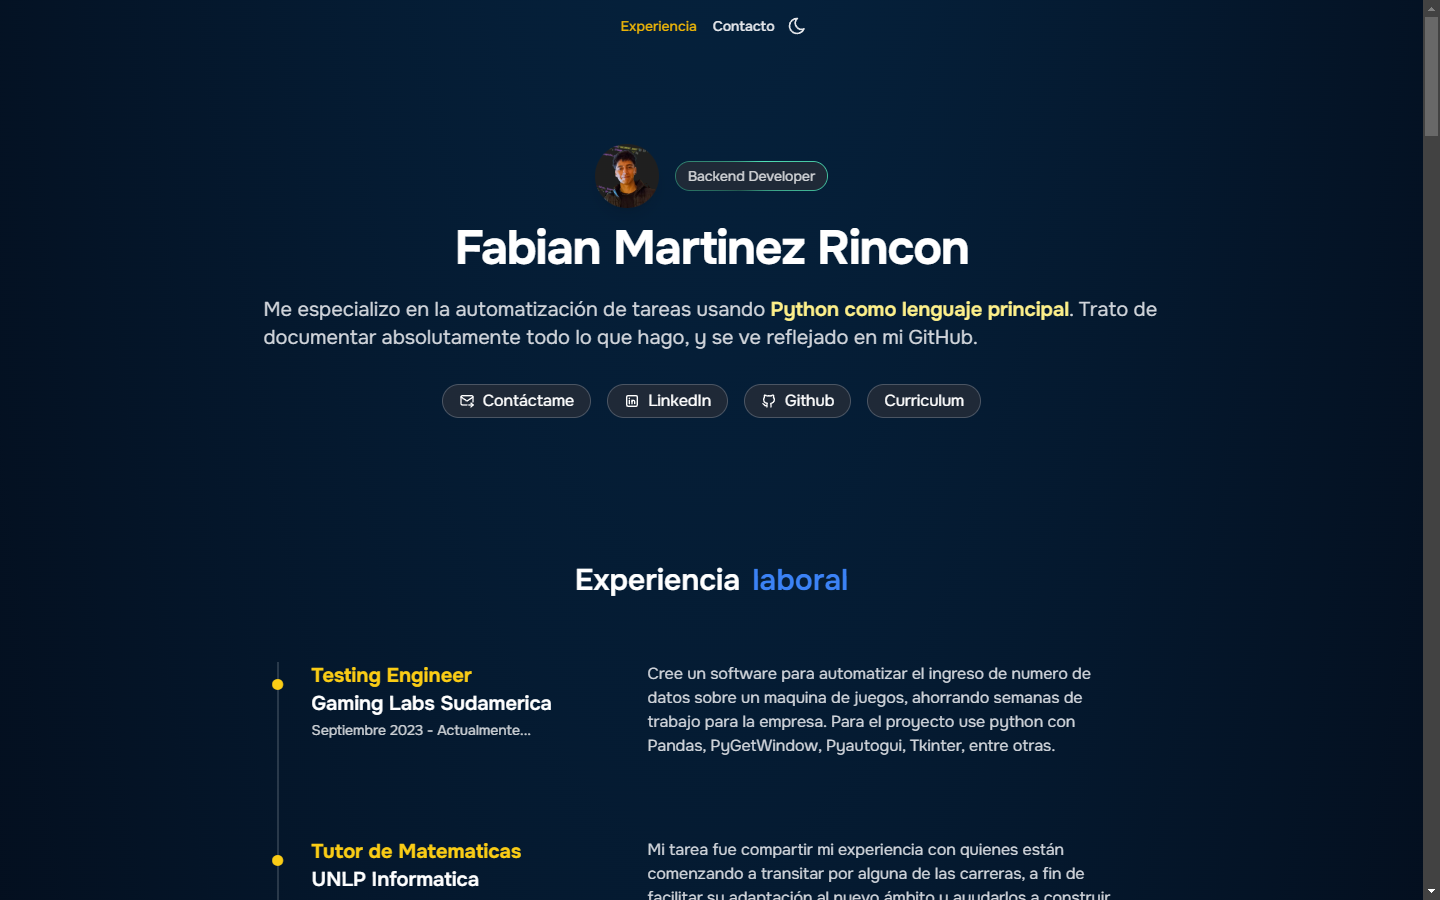 Experiencia Contacto
Backend Developer
Fabian Martinez Rincon
Me especializo en la automatización de tareas usando Python como lenguaje principal. Trato de
documentar absolutamente todo lo que hago, y se ve reflejado en mi GitHub.
Contáctame LinkedIn Github Curriculum
Experiencia laboral
Testing Engineer
Gaming Labs Sudamerica
Septiembre 2023 - Actualmente...
Cree un software para automatizar el ingreso de numero de
datos sobre un maquina de juegos, ahorrando semanas de
trabajo para la empresa. Para el proyecto use python con
Pandas, PyGetWindow, Pyautogui, Tkinter, entre otras.
Tutor de Matematicas
UNLP Informatica
Mi tarea fue compartir mi experiencia con quienes están
comenzando a transitar por alguna de las carreras, a fin de
facilitar su adaptación al nuevo ámbito y ayudarlos a construir